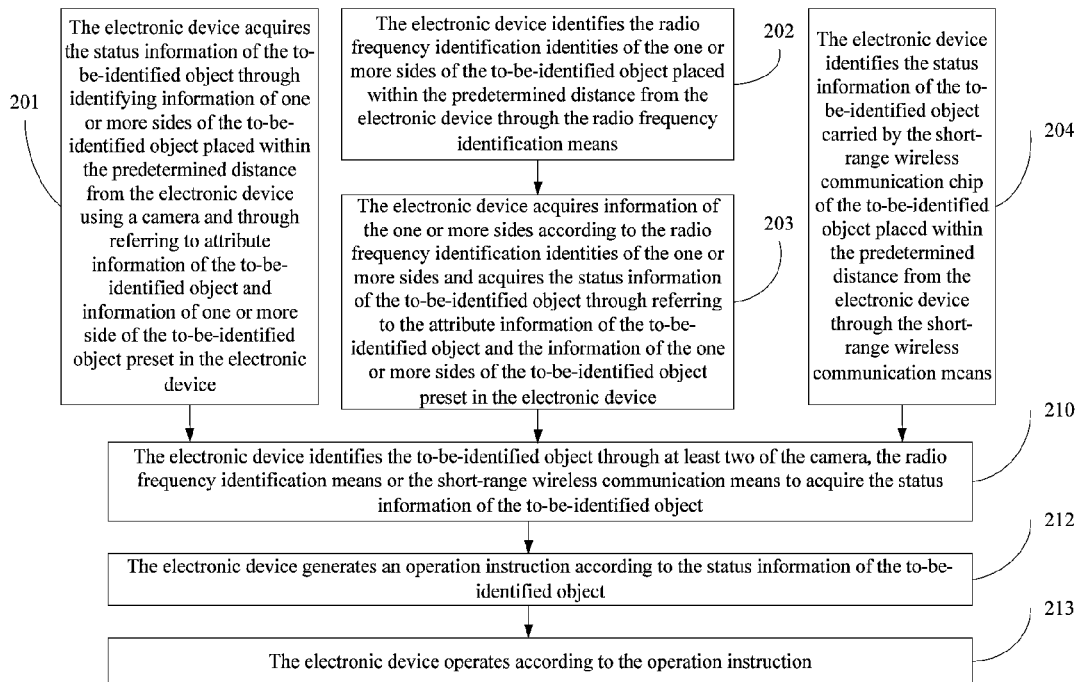 201
The electronic device acquires
the status information of the to-
be-identified object through
identifying information of one
or more sides of the to-be-
identified object placed within
the predetermined distance
from the electronic device
using a camera and through
referring to attribute
information of the to-be-
identified object and
information of one or more
side of the to-be-identified
object preset in the electronic
device
The electronic device identifies the radio
frequency identification identities of the one or
more sides of the to-be-identified object placed
within the predetermined distance from the
electronic device through the radio frequency
identification means
202
The electronic device acquires information of
the one or more sides according to the radio
frequency identification identities of the one or
more sides and acquires the status information
of the to-be-identified object through referring
to the attribute information of the to-be-
identified object and the information of the one
or more sides of the to-be-identified object
preset in the electronic device
203
The electronic device
identifies the status
information of the to-
be-identified object
carried by the short-
range wireless
communication chip
of the to-be-identified
object placed within
the predetermined
distance from the
electronic device
through the short-
range wireless
communication means
204
The electronic device identifies the to-be-identified object through at least two of the camera, the radio
frequency identification means or the short-range wireless communication means to acquire the status
information of the to-be-identified object
210
The electronic device generates an operation instruction according to the status information of the to-be-
identified object
212
The electronic device operates according to the operation instruction
213